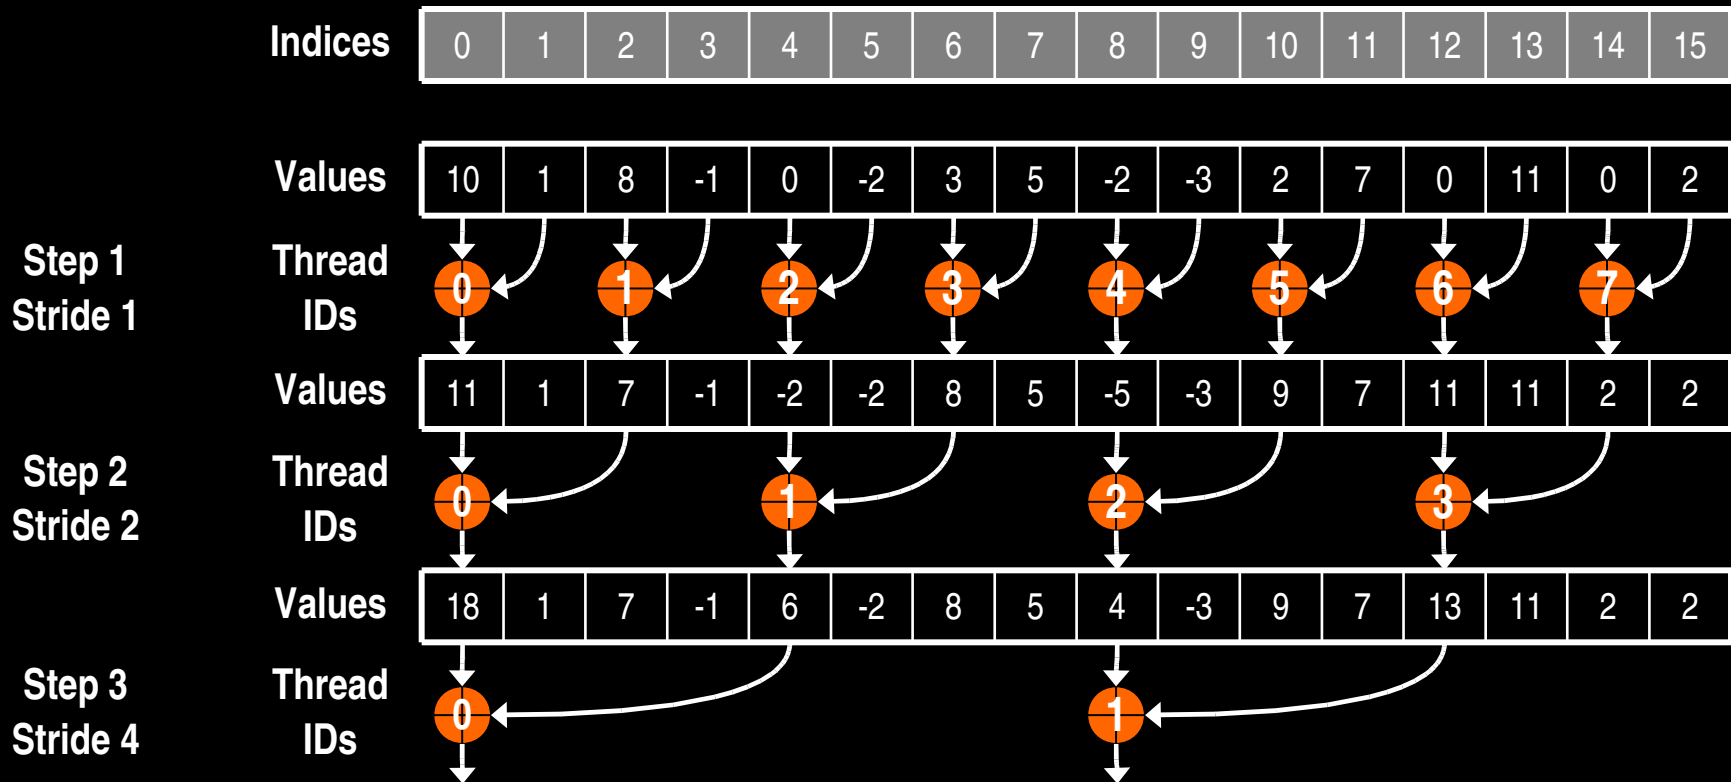 Indices 0 1 2 3 4 5 6 7 8 9 10 11 12 13 14 15
Values 10 1 8 -1 0 -2 3 5 -2 -3 2 7 0 11 0 2
Step 1 Thread
Stride 1 IDs
0 1 2 3 4 5 6 7
Values 11 1 7 -1 -2 -2 8 5 -5 -3 9 7 11 11 2 2
Step 2 Thread
Stride 2 IDs
0 1 2 3
Values 18 1 7 -1 6 -2 8 5 4 -3 9 7 13 11 2 2
Step 3 Thread
Stride 4 IDs
0 1